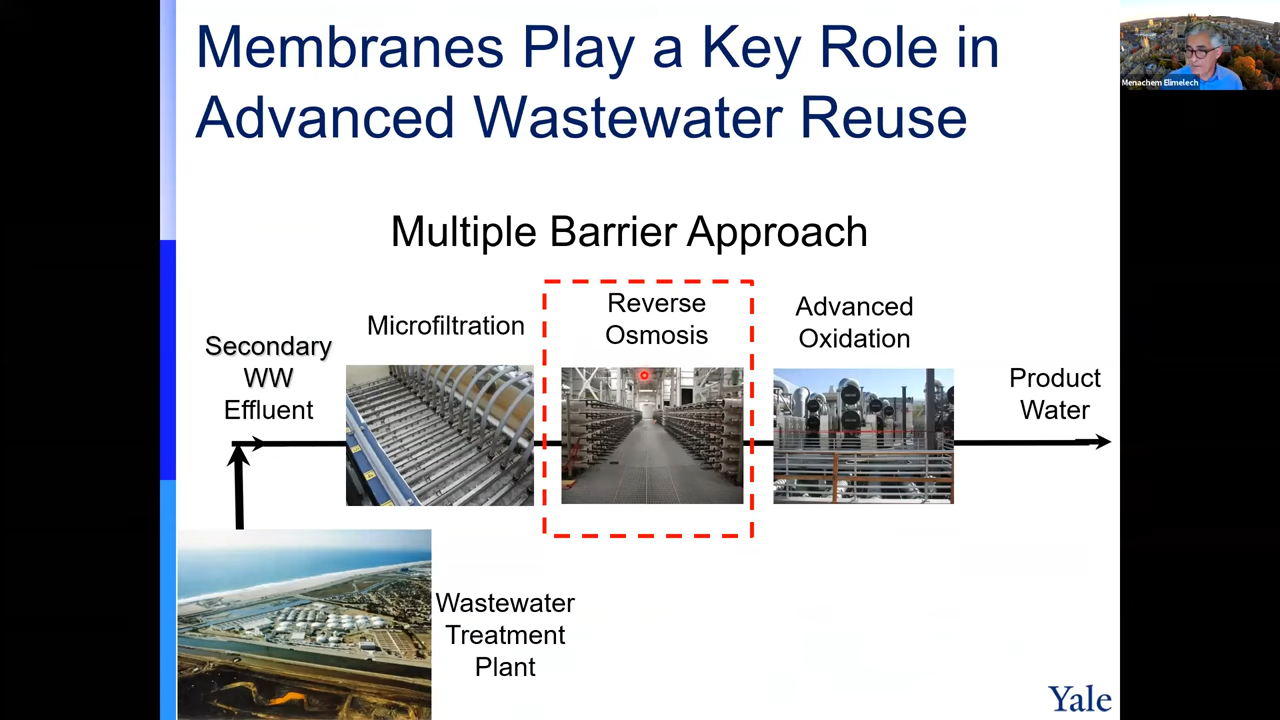 Membranes Play a Key Role in
Advanced Wastewater Reuse
Menachem Elimelech
Multiple Barrier Approach
Secondary
WW
Effluent
Microfiltration
Reverse
Osmosis
Advanced
Oxidation
Product
Water
Wastewater
Treatment
Plant
Yale